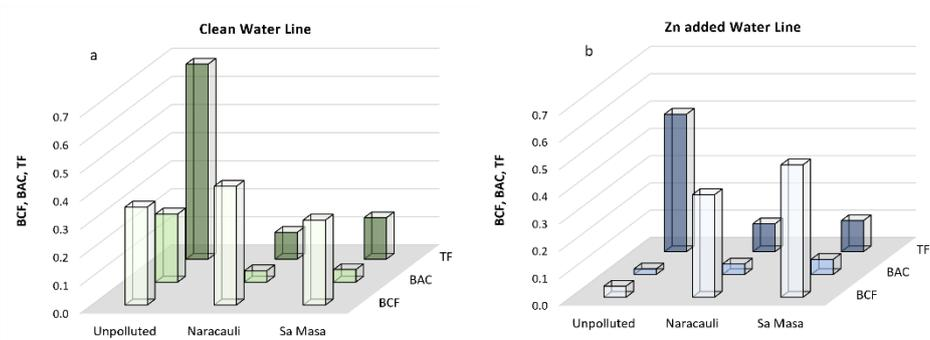 Clean Water Line
a
BCF, BAC, TF
0.7
0.6
0.5
0.4
0.3
0.2
0.1
0.0
Unpolluted
Naracauli
Sa Masa
BCF
BAC
TF
Zn added Water Line
b
BCF, BAC, TF
0.7
0.6
0.5
0.4
0.3
0.2
0.1
0.0
Unpolluted
Naracauli
Sa Masa
BCF
BAC
TF